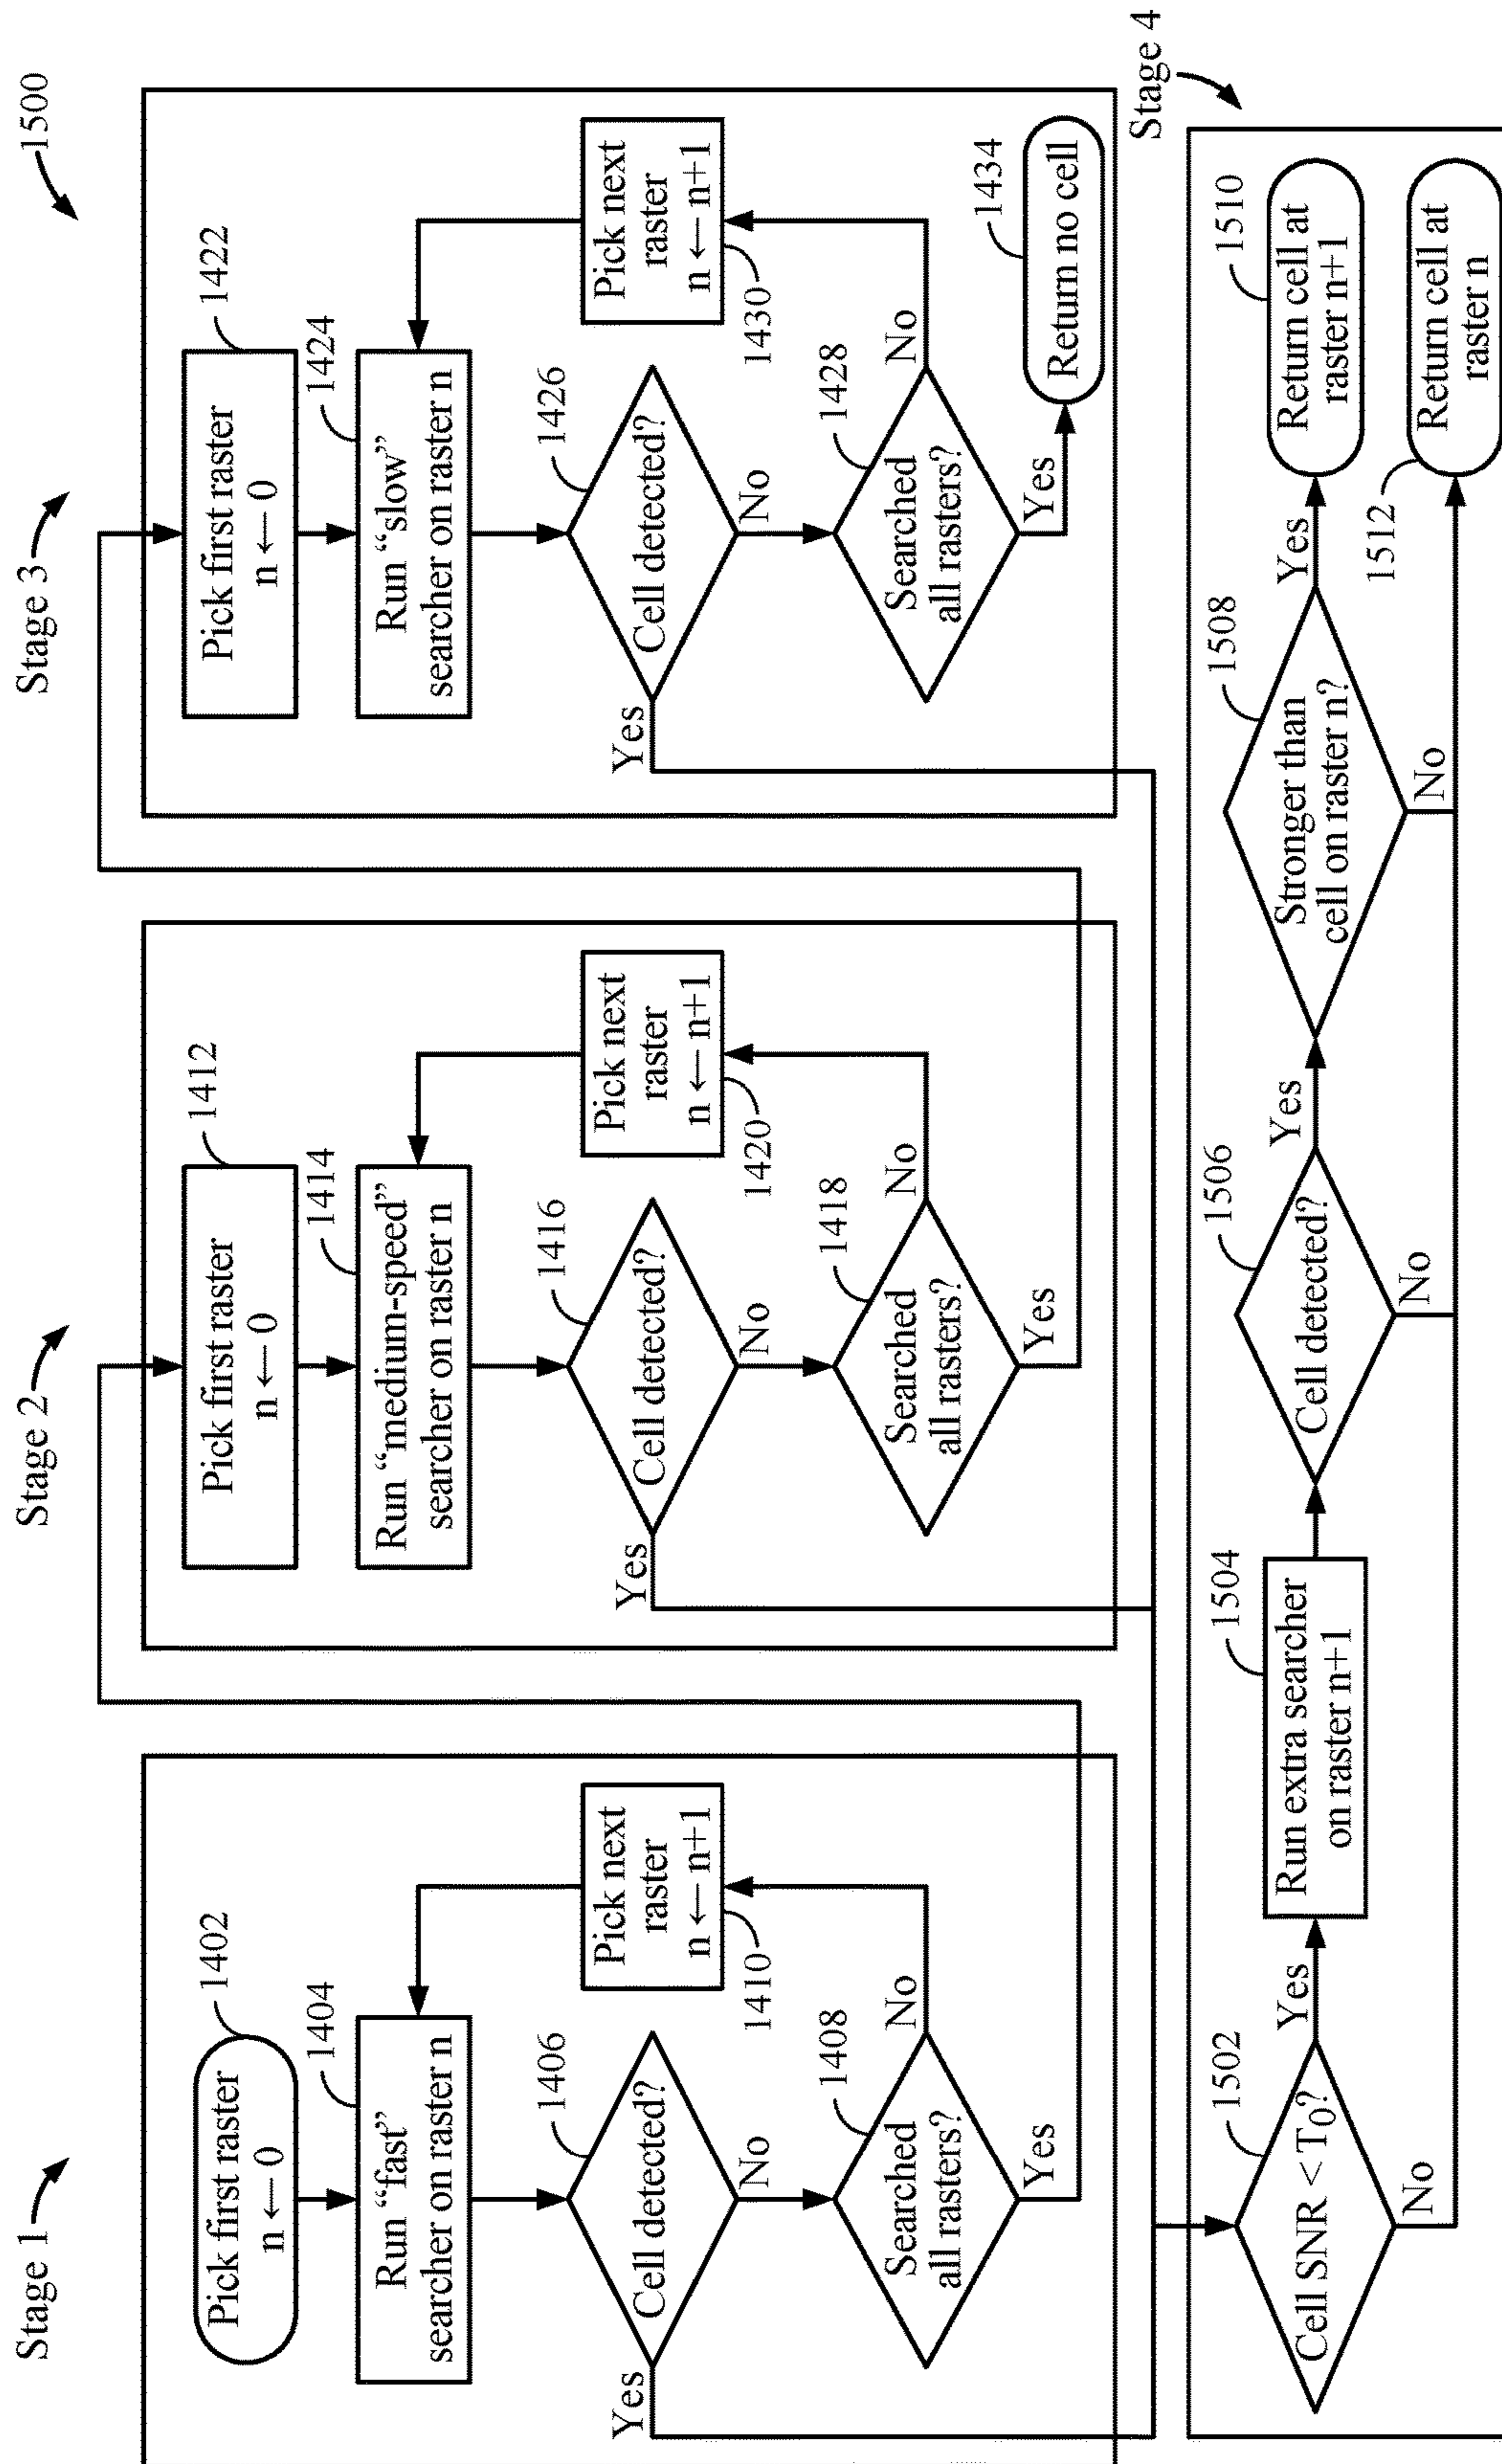 1500
Stage 1
Pick first raster
n ← 0
1402
Run “fast”
searcher on raster n
1404
Cell detected?
1406
Yes
No
Searched
all rasters?
1408
No
Yes
Pick next
raster
n ← n+1
1410
Stage 2
Pick first raster
n ← 0
1412
Run “medium-speed”
searcher on raster n
1414
Cell detected?
1416
Yes
No
Searched
all rasters?
1418
No
Yes
Pick next
raster
n ← n+1
1420
Stage 3
Pick first raster
n ← 0
1422
Run “slow”
searcher on raster n
1424
Cell detected?
1426
Yes
No
Searched
all rasters?
1428
No
Yes
Pick next
raster
n ← n+1
1430
Return no cell
1434
Stage 4
Cell SNR < T0?
1502
Yes
No
Run extra searcher
on raster n+1
1504
Cell detected?
1506
Yes
No
Stronger than
cell on raster n?
1508
Yes
No
Return cell at
raster n+1
1510
Return cell at
raster n
1512